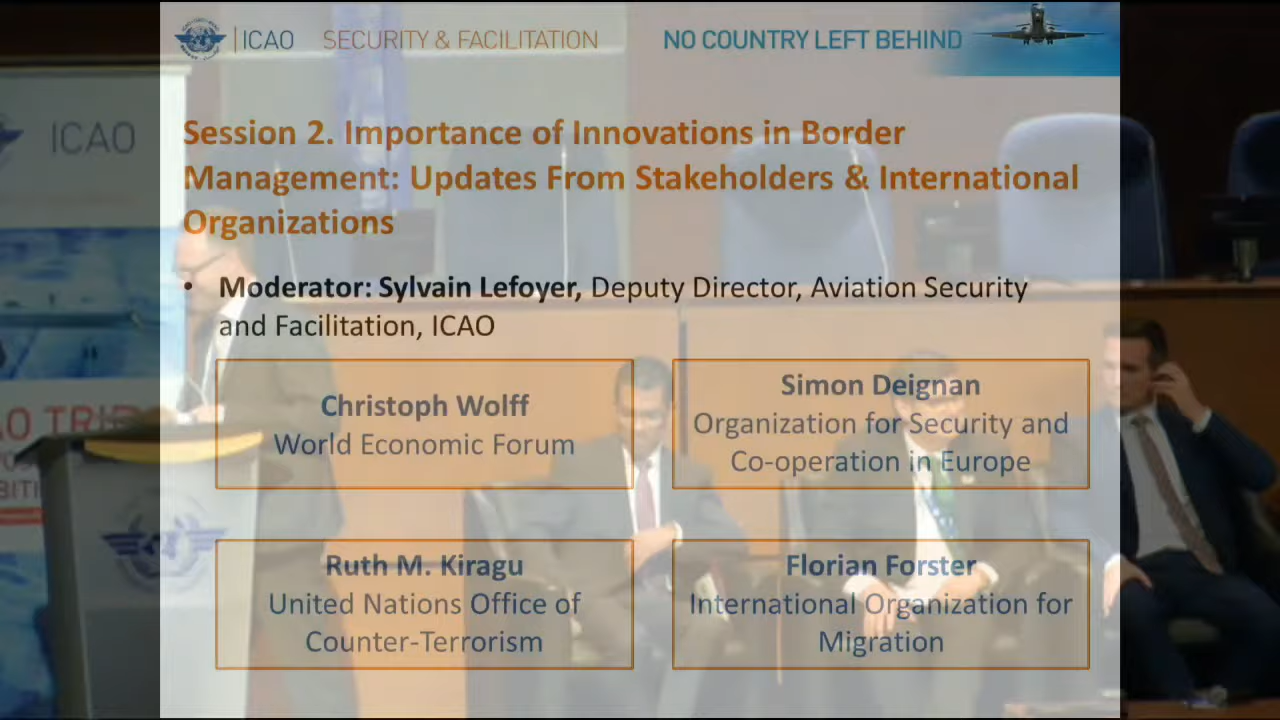 ICAO SECURITY & FACILITATION NO COUNTRY LEFT BEHIND
ICAO
Session 2. Importance of Innovations in Border
Management: Updates From Stakeholders & International
Organizations
• Moderator: Sylvain Lefoyer, Deputy Director, Aviation Security
and Facilitation, ICAO
Christoph Wolff
World Economic Forum
Simon Deignan
Organization for Security and
Co-operation in Europe
Ruth M. Kiragu
United Nations Office of
Counter-Terrorism
Florian Forster
International Organization for
Migration